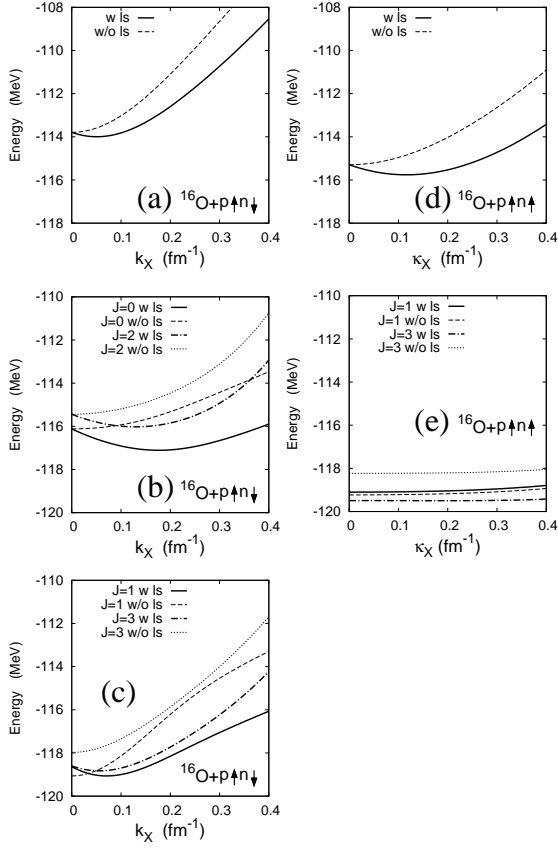 -108
-110
-112
-114
-116
-118
Energy (MeV)
w ls
w/o ls
(a) ¹⁶O+p↑n↓
0 0.1 0.2 0.3 0.4
k_X (fm⁻¹)
-108
-110
-112
-114
-116
-118
Energy (MeV)
w ls
w/o ls
(d) ¹⁶O+p↑n↑
0 0.1 0.2 0.3 0.4
κ_X (fm⁻¹)
-110
-112
-114
-116
-118
-120
Energy (MeV)
J=0 w ls
J=0 w/o ls
J=2 w ls
J=2 w/o ls
(b) ¹⁶O+p↑n↓
0 0.1 0.2 0.3 0.4
k_X (fm⁻¹)
-110
-112
-114
-116
-118
-120
Energy (MeV)
J=1 w ls
J=1 w/o ls
J=3 w ls
J=3 w/o ls
(e) ¹⁶O+p↑n↑
0 0.1 0.2 0.3 0.4
κ_X (fm⁻¹)
-110
-112
-114
-116
-118
-120
Energy (MeV)
J=1 w ls
J=1 w/o ls
J=3 w ls
J=3 w/o ls
(c)
¹⁶O+p↑n↓
0 0.1 0.2 0.3 0.4
k_X (fm⁻¹)